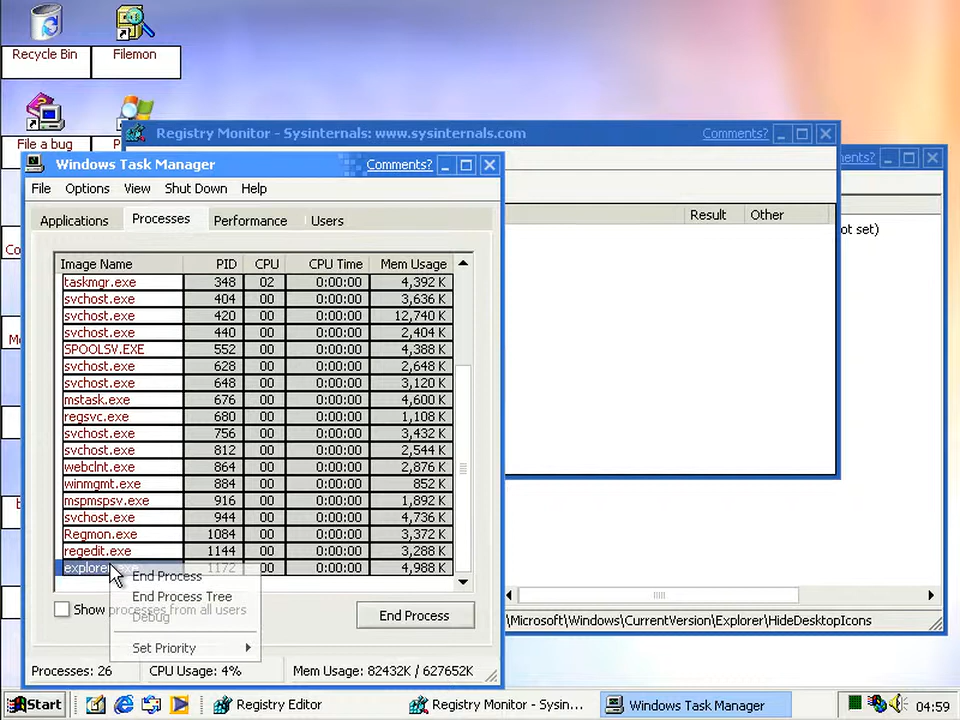 Recycle Bin
Filemon
File a bug
Registry Monitor - Sysinternals: www.sysinternals.com
Comments?
Windows Task Manager
Comments?
File Options View Shut Down Help
Applications Processes Performance Users
Result Other
ot set)
Image Name PID CPU CPU Time Mem Usage
taskmgr.exe 348 02 0:00:00 4,392 K
svchost.exe 404 00 0:00:00 3,636 K
svchost.exe 420 00 0:00:00 12,740 K
svchost.exe 440 00 0:00:00 2,404 K
SPOOLSV.EXE 552 00 0:00:00 4,388 K
svchost.exe 628 00 0:00:00 2,648 K
svchost.exe 648 00 0:00:00 3,120 K
mstask.exe 676 00 0:00:00 4,600 K
regsvc.exe 680 00 0:00:00 1,108 K
svchost.exe 756 00 0:00:00 3,432 K
svchost.exe 812 00 0:00:00 2,544 K
webclnt.exe 864 00 0:00:00 2,876 K
winmgmt.exe 884 00 0:00:00 852 K
mspmspsv.exe 916 00 0:00:00 1,892 K
svchost.exe 944 00 0:00:00 4,736 K
Regmon.exe 1084 00 0:00:00 3,372 K
regedit.exe 1144 00 0:00:00 3,288 K
explorer.exe 1172 00 0:00:00 4,988 K
End Process
End Process Tree
Debug
Set Priority
Show processes from all users
End Process
\Microsoft\Windows\CurrentVersion\Explorer\HideDesktopIcons
Processes: 26 CPU Usage: 4% Mem Usage: 82432K / 627652K
Start Registry Editor Registry Monitor - Sysin... Windows Task Manager 04:59